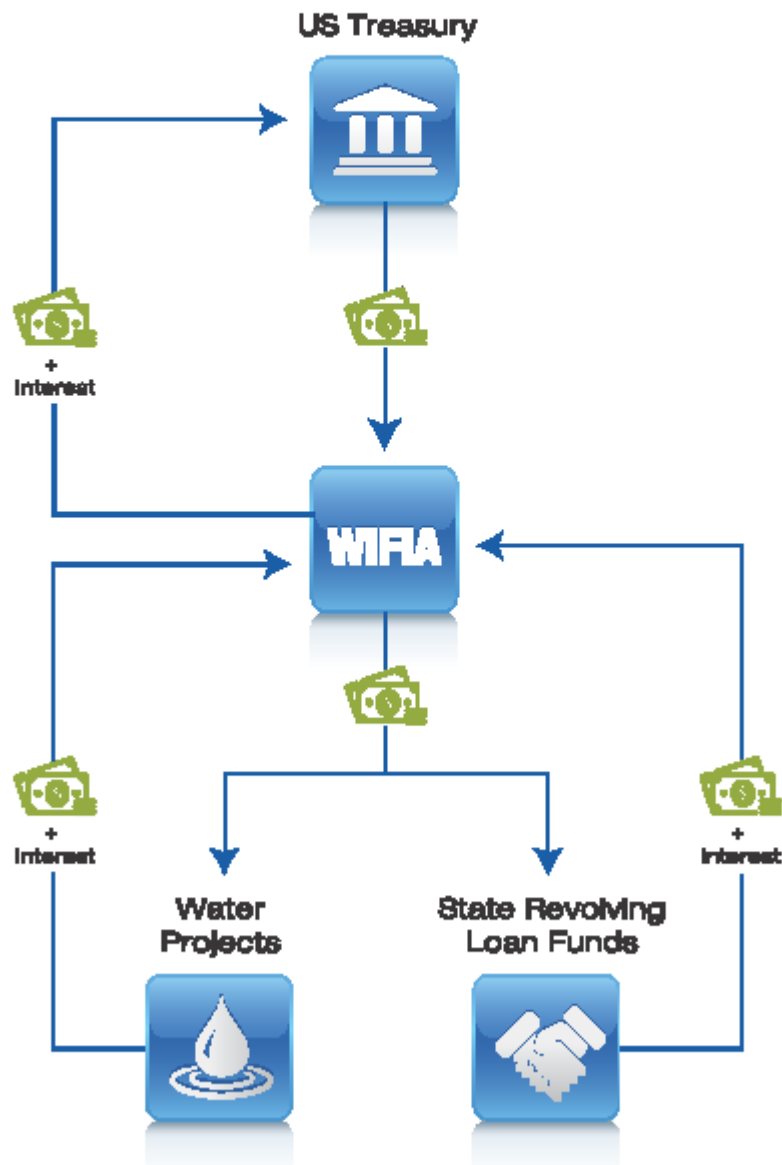 US Treasury
+
Interest
WIFIA
+
Interest
+
Interest
Water
Projects
State Revolving
Loan Funds